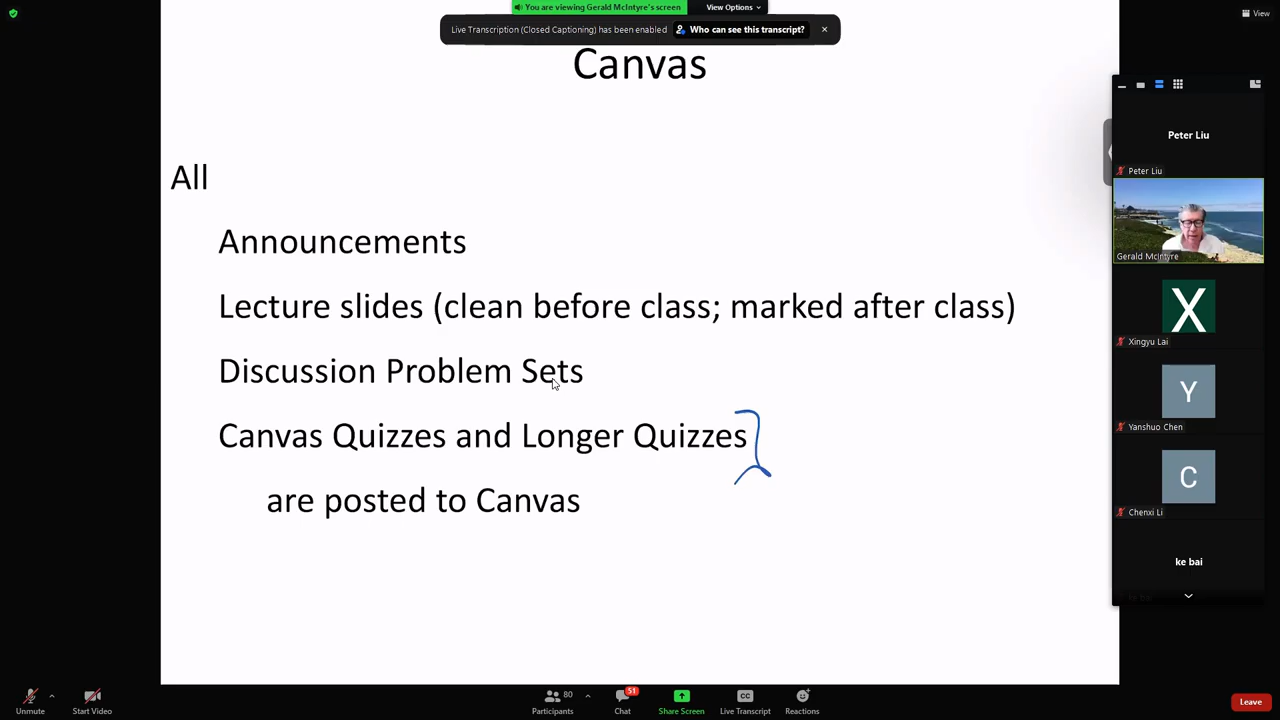 You are viewing Gerald McIntyre's screen
View Options
View
Live Transcription (Closed Captioning) has been enabled
Who can see this transcript?
Canvas
All
Announcements
Lecture slides (clean before class; marked after class)
Discussion Problem Sets
Canvas Quizzes and Longer Quizzes
are posted to Canvas
Peter Liu
Peter Liu
Gerald McIntyre
X
Xingyu Lai
Y
Yanshuo Chen
C
Chenxi Li
ke bai
ke bai
Unmute
Start Video
Participants
80
Chat
51
Share Screen
CC
Live Transcript
Reactions
Leave